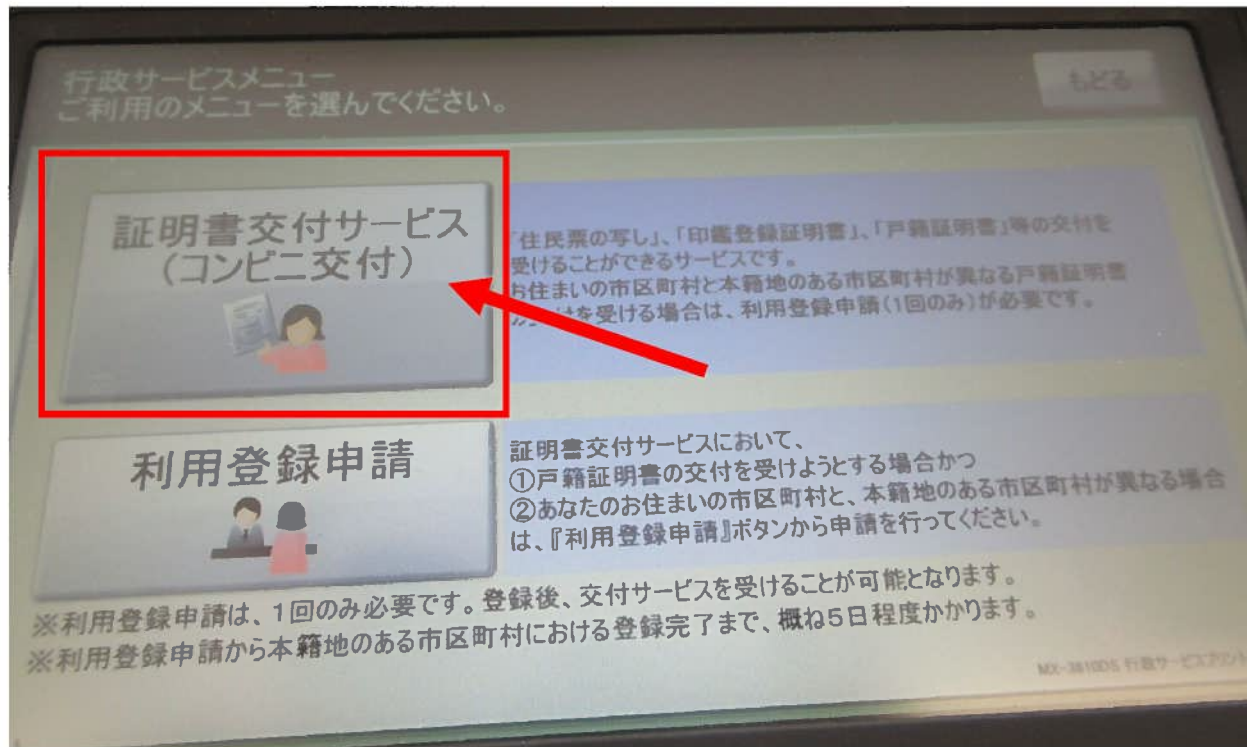 行政サービスメニュー
ご利用のメニューを選んでください。
もどる
証明書交付サービス
(コンビニ交付)
「住民票の写し」、「印鑑登録証明書」、「戸籍証明書」等の交付を
受けることができるサービスです。
お住まいの市区町村と本籍地のある市区町村が異なる戸籍証明書
を受ける場合は、利用登録申請(1回のみ)が必要です。
利用登録申請
証明書交付サービスにおいて、
①戸籍証明書の交付を受けようとする場合かつ
②あなたのお住まいの市区町村と、本籍地のある市区町村が異なる場合
は、『利用登録申請』ボタンから申請を行ってください。
※利用登録申請は、1回のみ必要です。登録後、交付サービスを受けることが可能となります。
※利用登録申請から本籍地のある市区町村における登録完了まで、概ね5日程度かかります。
MX-3810DS 行政サービスプリント